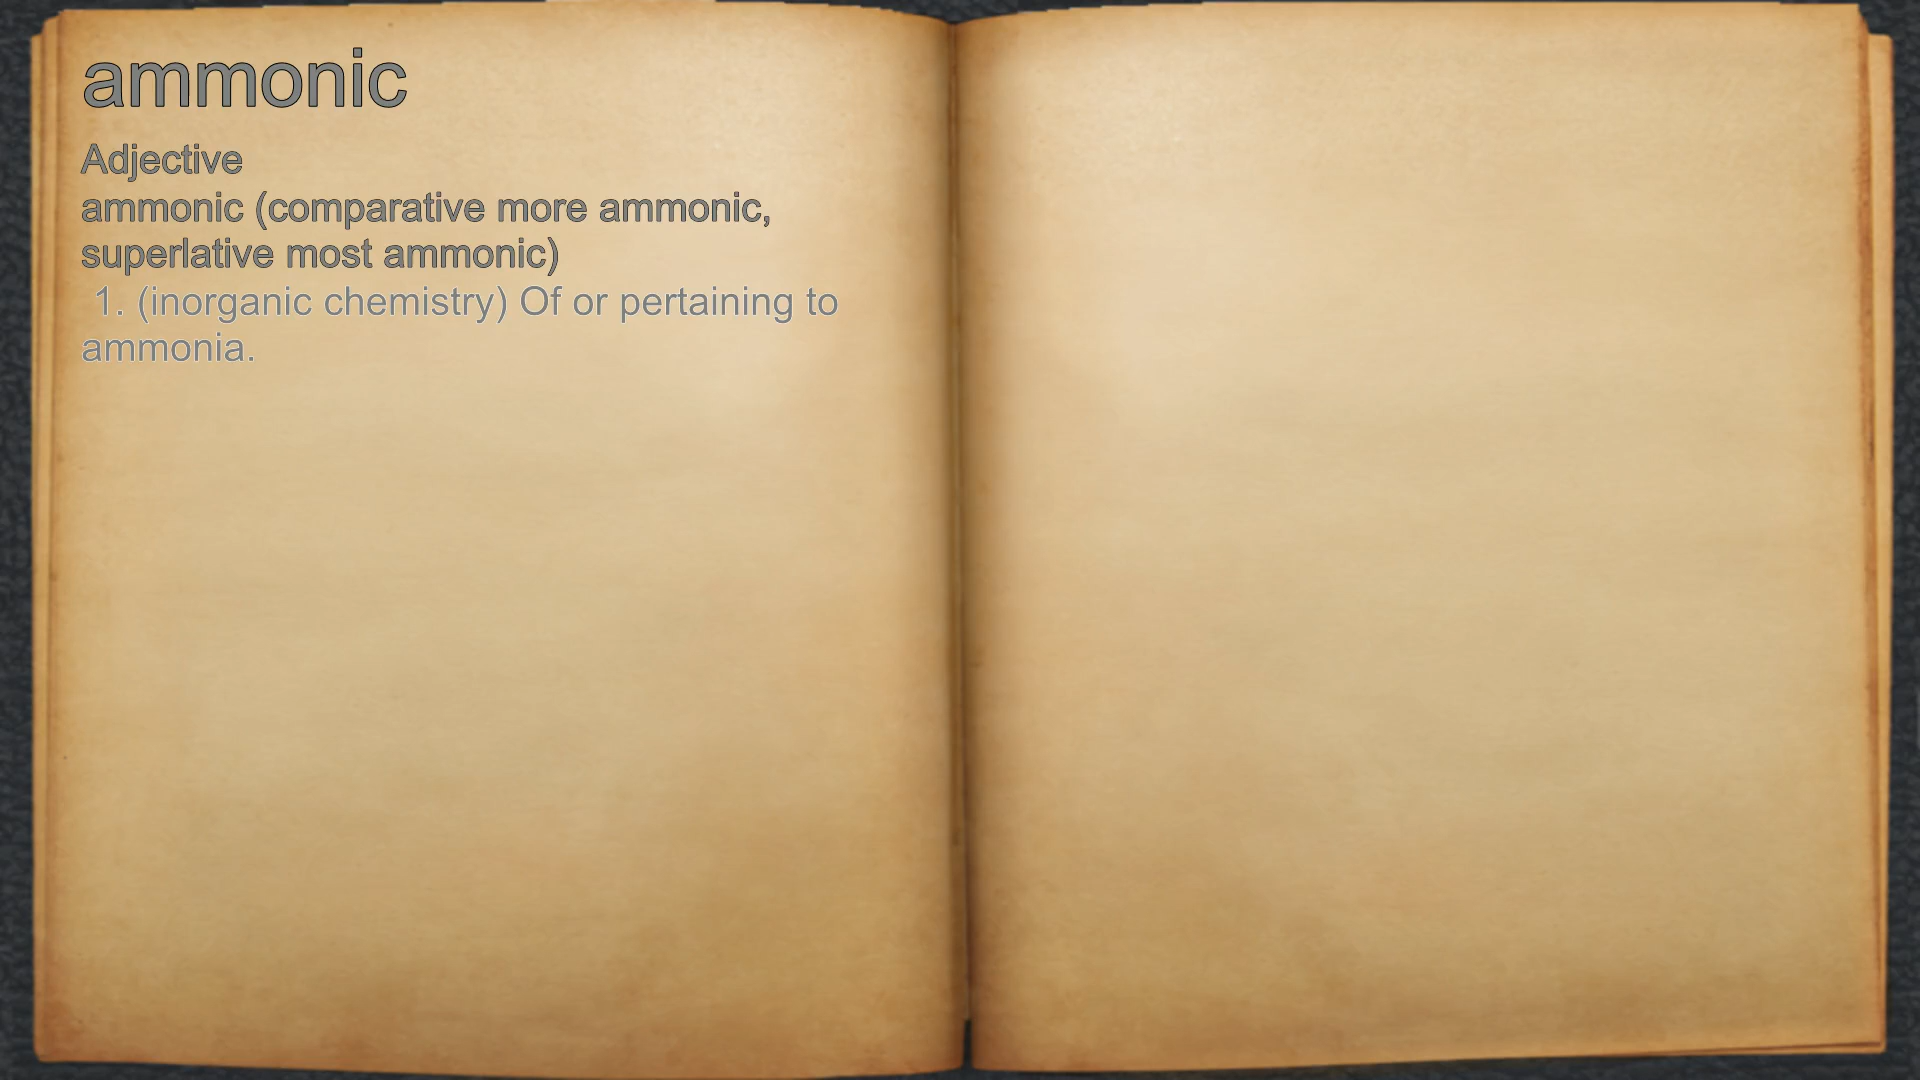 ammonic
Adjective
ammonic (comparative more ammonic,
superlative most ammonic)
1. (inorganic chemistry) Of or pertaining to
ammonia.